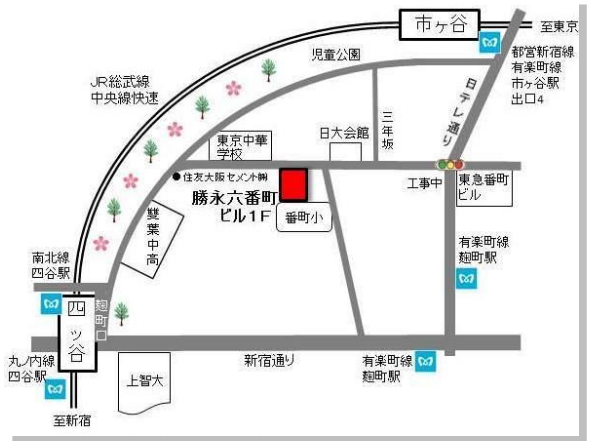 市ヶ谷
至東京
児童公園
都営新宿線
有楽町線
市ヶ谷駅
出口4
JR総武線
中央線快速
日テレ通り
三年坂
東京中華
学校
日大会館
住友大阪セメント㈱
工事中
東急番町
ビル
勝永六番町
ビル1F
番町小
雙葉中高
有楽町線
麹町駅
南北線
四谷駅
麹町口
四ッ谷
新宿通り
丸ノ内線
四谷駅
上智大
有楽町線
麹町駅
至新宿